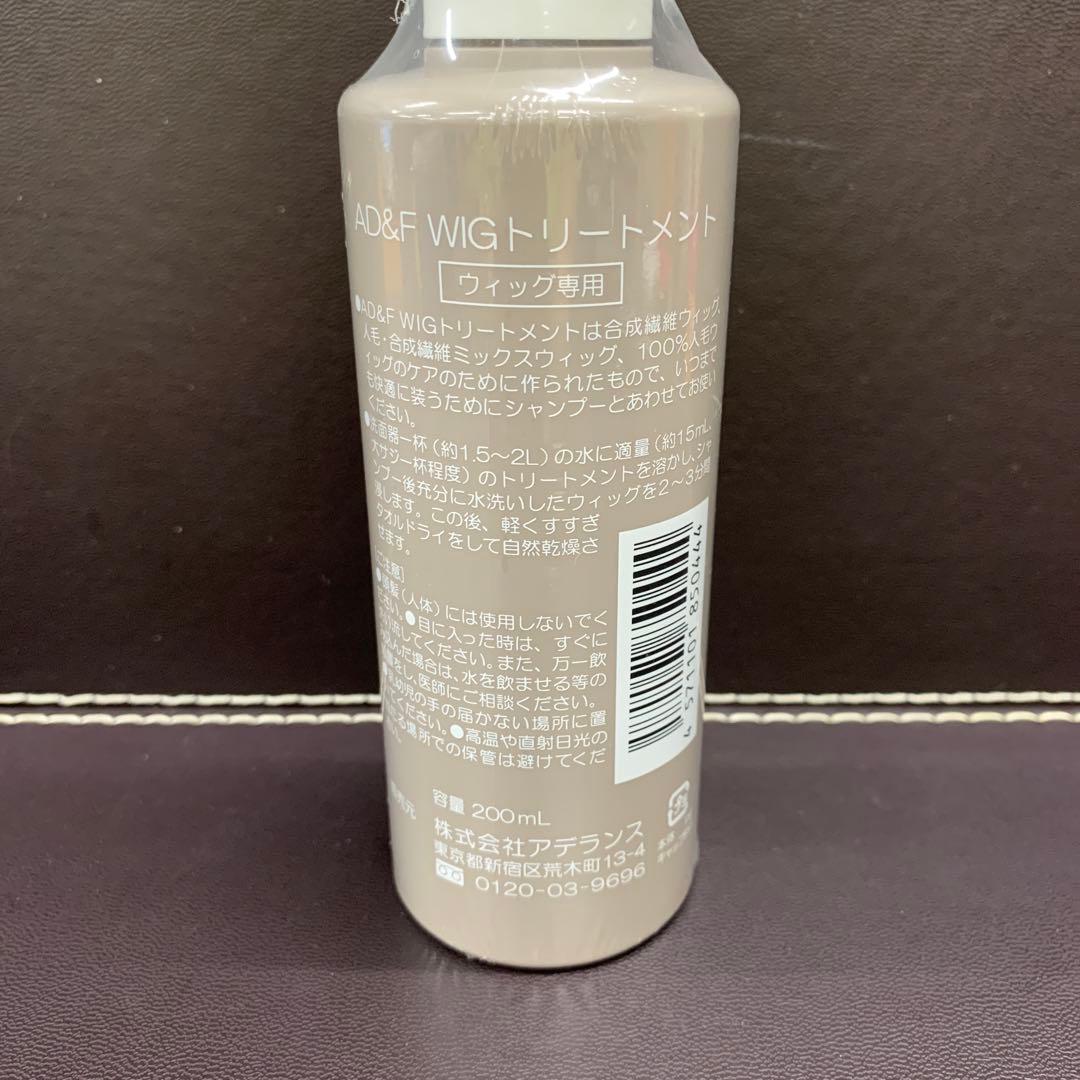 AD&F WIGトリートメント
ウィッグ専用
●AD&F WIGトリートメントは合成繊維ウィッグ、
人毛・合成繊維ミックスウィッグ、100%人毛ウ
ィッグのケアのために作られたもので、いつまで
も快適に装うためにシャンプーとあわせてお使い
ください。
●洗面器一杯(約1.5〜2L)の水に適量(約15mL、
大サジ一杯程度)のトリートメントを溶かし、シャ
ンプー後充分に水洗いしたウィッグを2〜3分間
浸します。この後、軽くすすぎ
タオルドライをして自然乾燥さ
せます。
ご注意]
●頭髪(人体)には使用しないでく
ださい。●目に入った時は、すぐに
流してください。また、万一飲
込んだ場合は、水を飲ませる等の
をし、医師にご相談ください。
●乳幼児の手の届かない場所に置
ください。●高温や直射日光の
る場所での保管は避けてくだ
発売元
容量 200mL
株式会社アデランス
東京都新宿区荒木町13-4
0120-03-9696
4 571101 850444